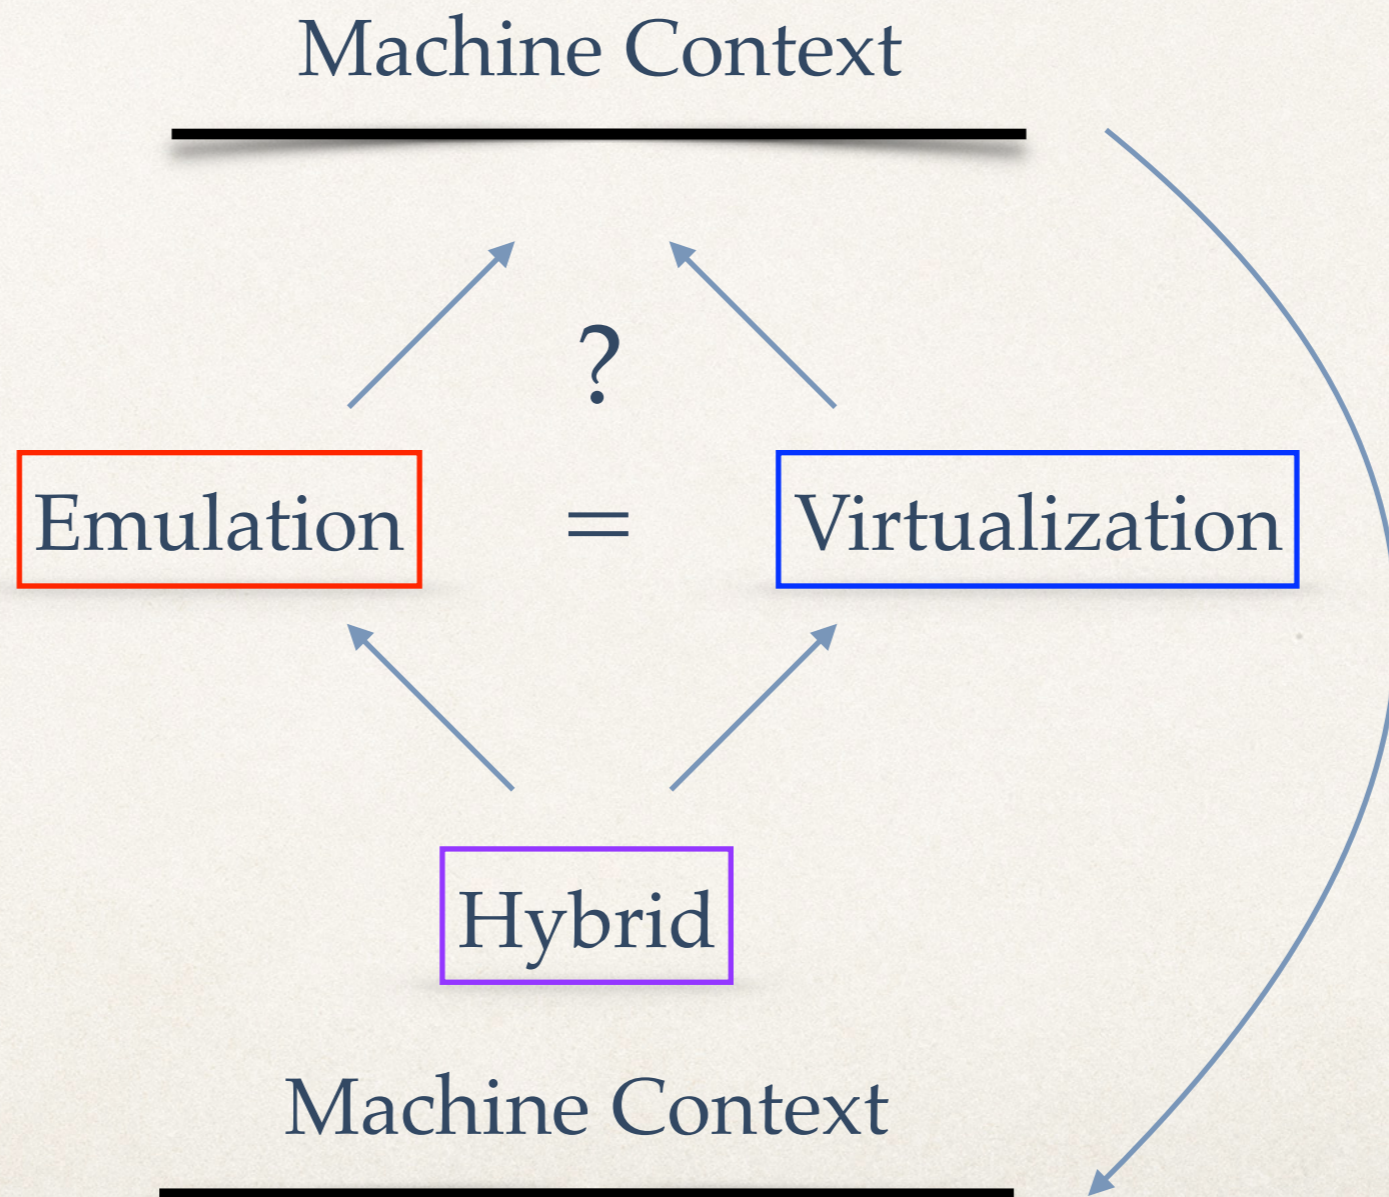 Machine Context
?
Emulation = Virtualization
Hybrid
Machine Context